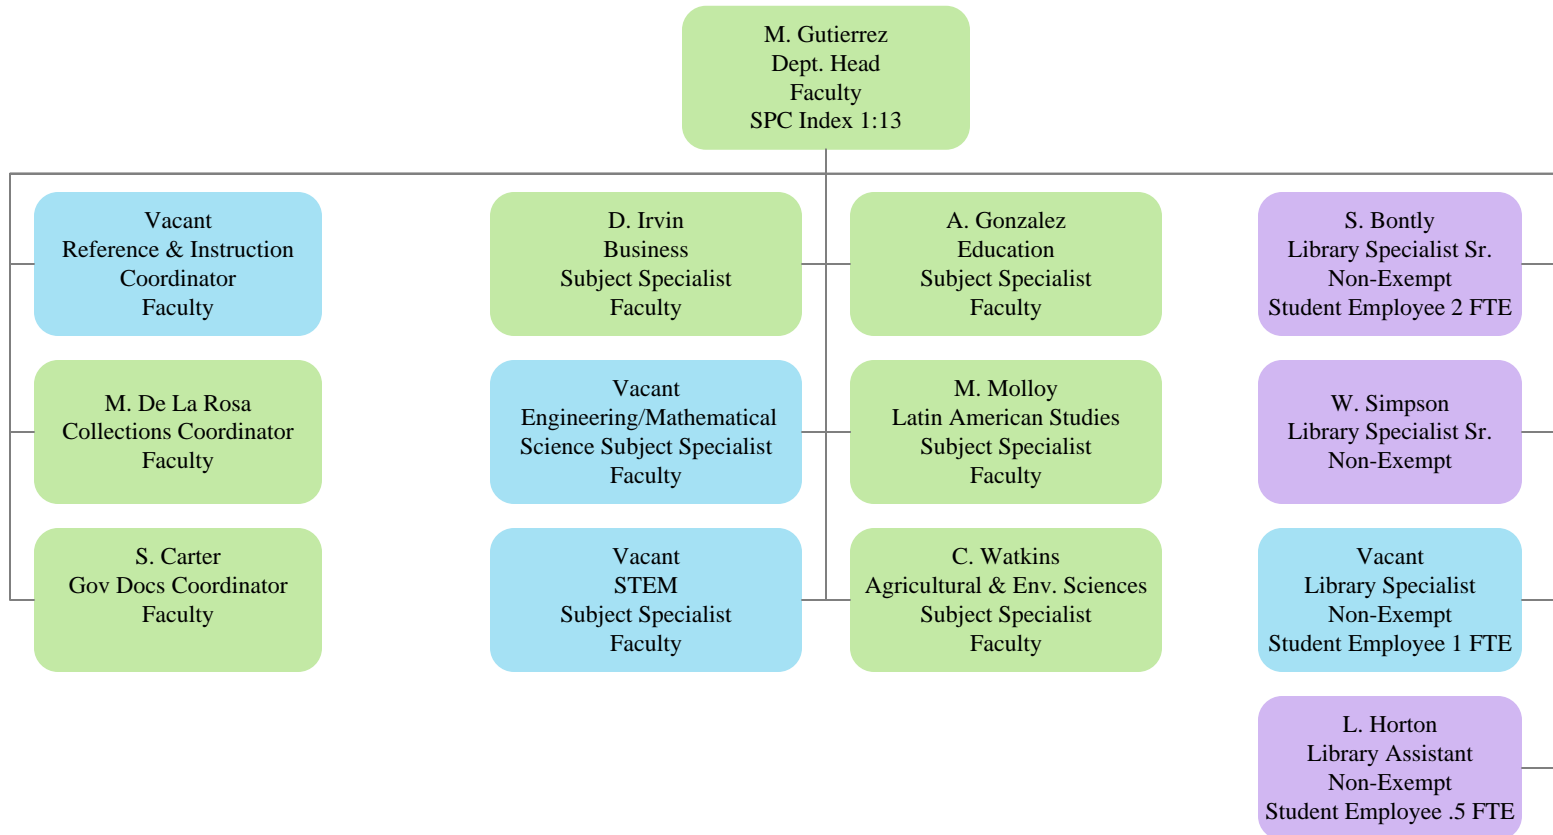 M. Gutierrez
Dept. Head
Faculty
SPC Index 1:13
Vacant
Reference & Instruction
Coordinator
Faculty
D. Irvin
Business
Subject Specialist
Faculty
A. Gonzalez
Education
Subject Specialist
Faculty
S. Bontly
Library Specialist Sr.
Non-Exempt
Student Employee 2 FTE
M. De La Rosa
Collections Coordinator
Faculty
Vacant
Engineering/Mathematical
Science Subject Specialist
Faculty
M. Molloy
Latin American Studies
Subject Specialist
Faculty
W. Simpson
Library Specialist Sr.
Non-Exempt
S. Carter
Gov Docs Coordinator
Faculty
Vacant
STEM
Subject Specialist
Faculty
C. Watkins
Agricultural & Env. Sciences
Subject Specialist
Faculty
Vacant
Library Specialist
Non-Exempt
Student Employee 1 FTE
L. Horton
Library Assistant
Non-Exempt
Student Employee .5 FTE